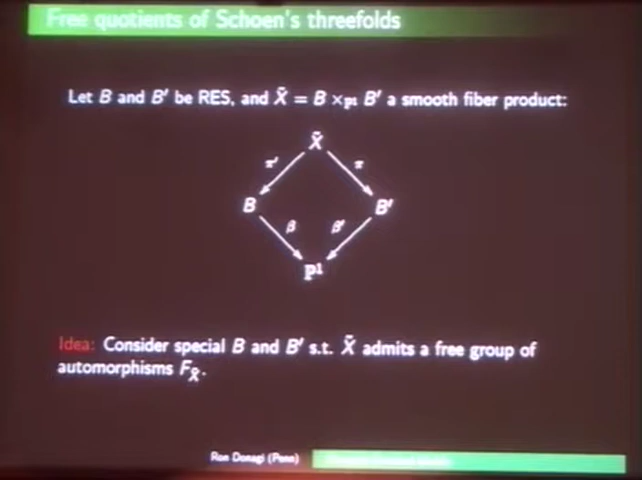 Free quotients of Schoen's threefolds
Let B and B′ be RES, and X̃ = B ×ℙ¹ B′ a smooth fiber product:
X̃
π′ π
B B′
β β′
ℙ¹
Idea: Consider special B and B′ s.t. X̃ admits a free group of
automorphisms F_X̃.
Ron Donagi (Penn)